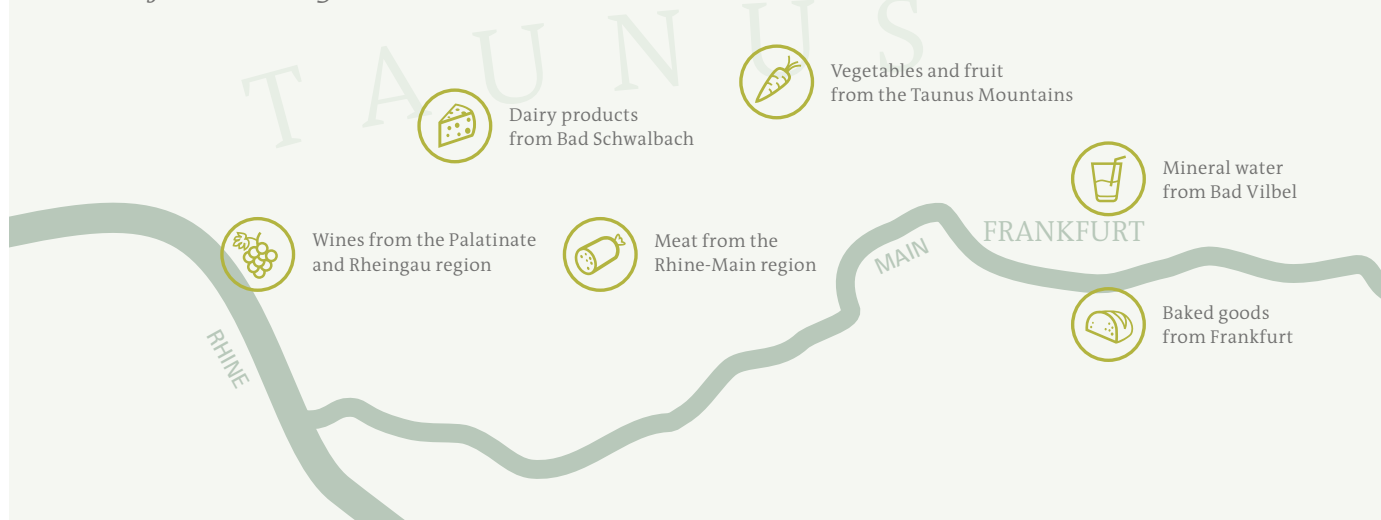 TAUNUS
Vegetables and fruit
from the Taunus Mountains
Dairy products
from Bad Schwalbach
Mineral water
from Bad Vilbel
FRANKFURT
Wines from the Palatinate
and Rheingau region
Meat from the
Rhine-Main region
MAIN
Baked goods
from Frankfurt
RHINE